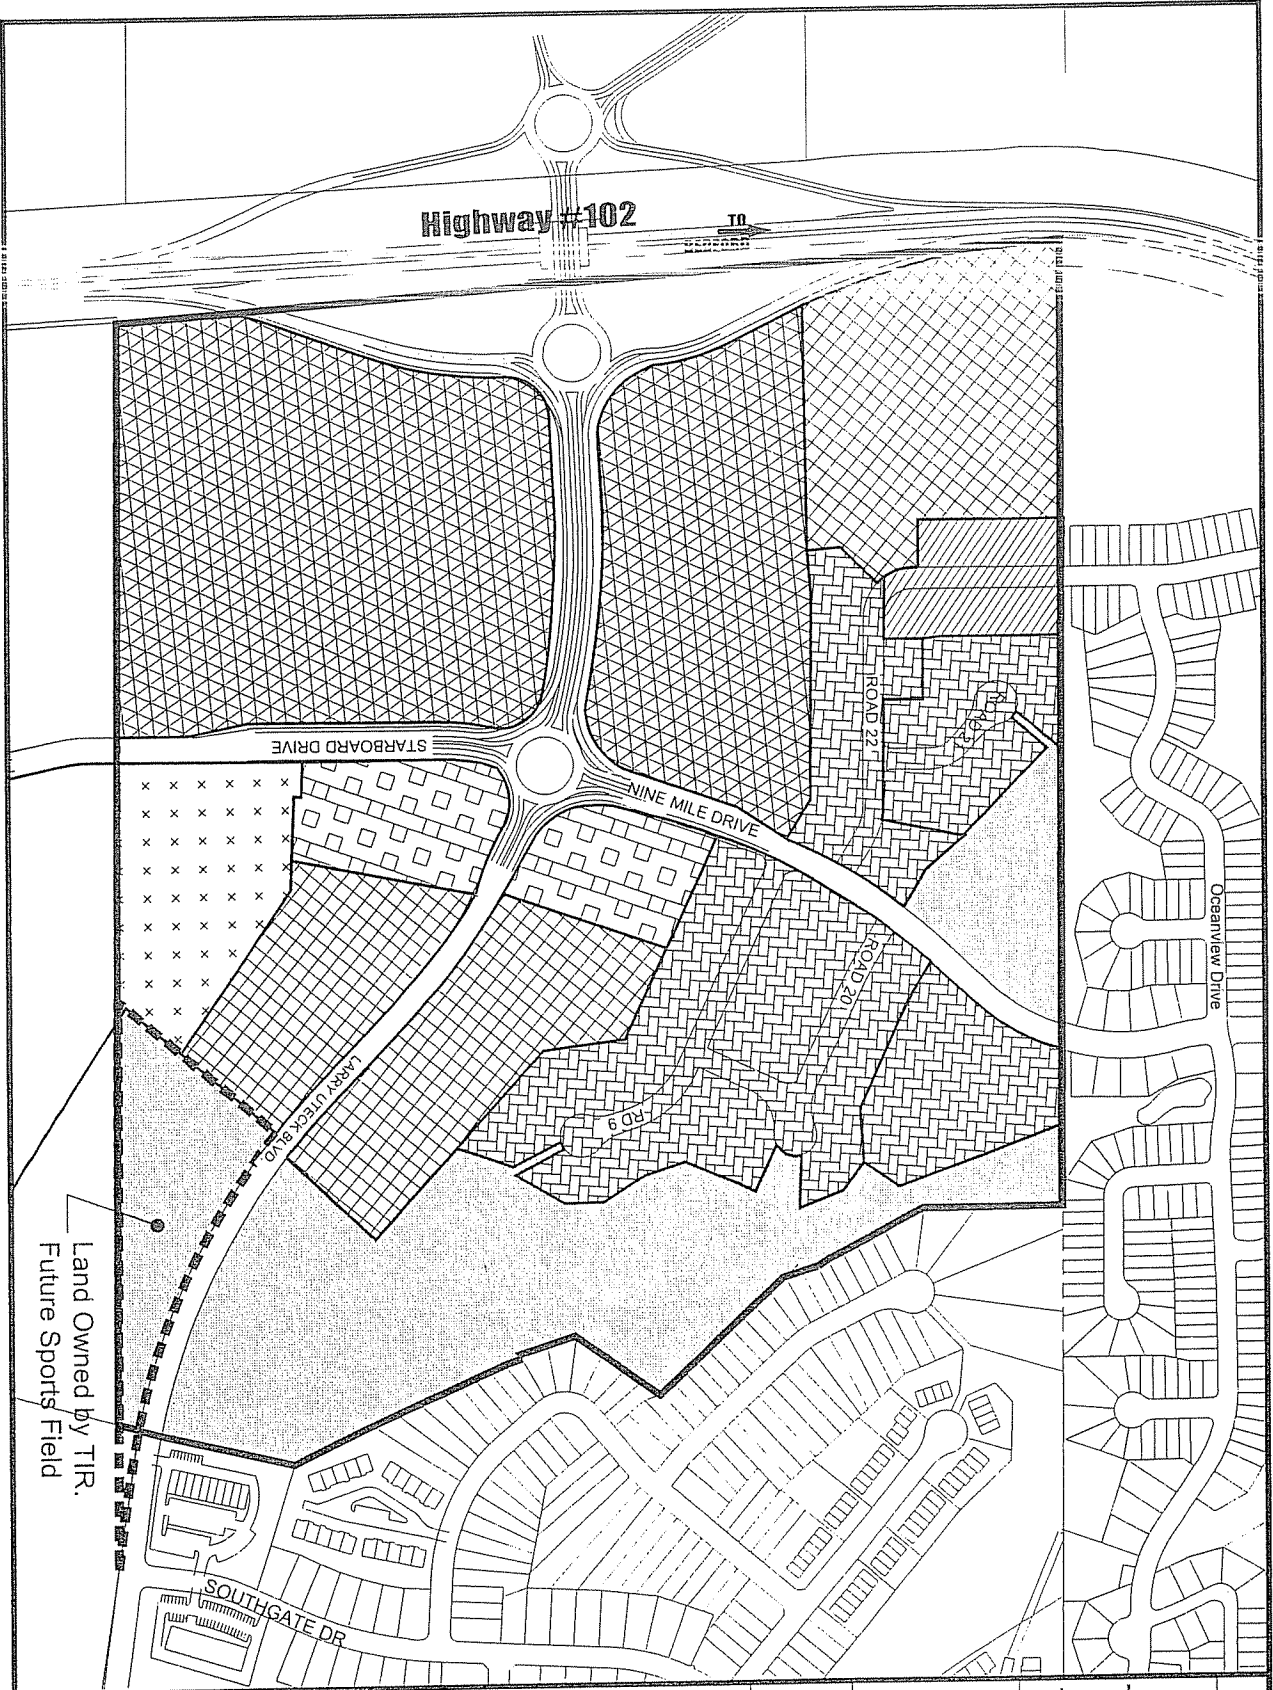 Highway #102
TO
BEDFORD
STARBOARD DRIVE
NINE MILE DRIVE
ROAD 22
ROAD 20
RD 9
LARRY UTECK BLVD
Oceanview Drive
SOUTHGATE DR
Land Owned by TIR.
Future Sports Field